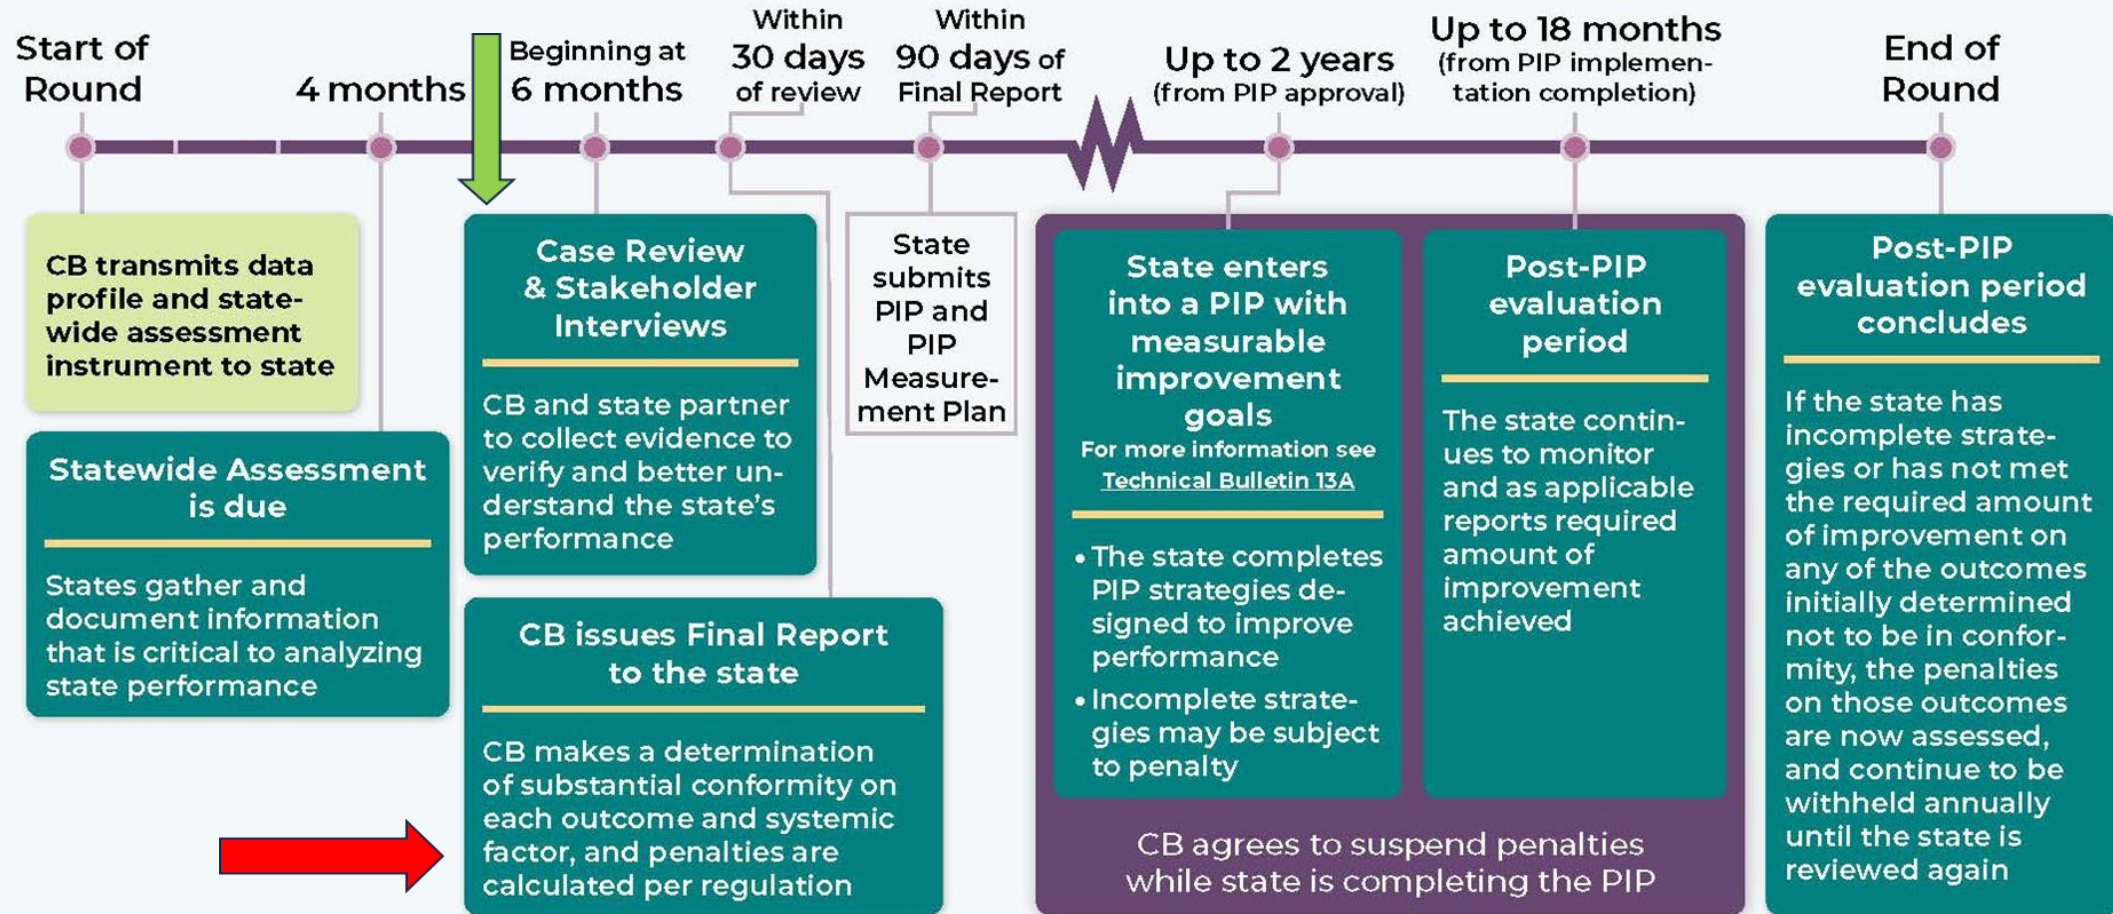 Start of
Round
4 months
Beginning at
6 months
Within
30 days
of review
Within
90 days of
Final Report
Up to 2 years
(from PIP approval)
Up to 18 months
(from PIP implemen-
tation completion)
End of
Round
CB transmits data
profile and state-
wide assessment
instrument to state
Statewide Assessment
is due
States gather and
document information
that is critical to analyzing
state performance
Case Review
& Stakeholder
Interviews
CB and state partner
to collect evidence to
verify and better un-
derstand the state's
performance
CB issues Final Report
to the state
CB makes a determination
of substantial conformity on
each outcome and systemic
factor, and penalties are
calculated per regulation
State
submits
PIP and
PIP
Measure-
ment Plan
State enters
into a PIP with
measurable
improvement
goals
For more information see
Technical Bulletin 13A
• The state completes
PIP strategies de-
signed to improve
performance
• Incomplete strate-
gies may be subject
to penalty
Post-PIP
evaluation
period
The state contin-
ues to monitor
and as applicable
reports required
amount of
improvement
achieved
CB agrees to suspend penalties
while state is completing the PIP
Post-PIP
evaluation period
concludes
If the state has
incomplete strate-
gies or has not met
the required amount
of improvement on
any of the outcomes
initially determined
not to be in confor-
mity, the penalties
on those outcomes
are now assessed,
and continue to be
withheld annually
until the state is
reviewed again